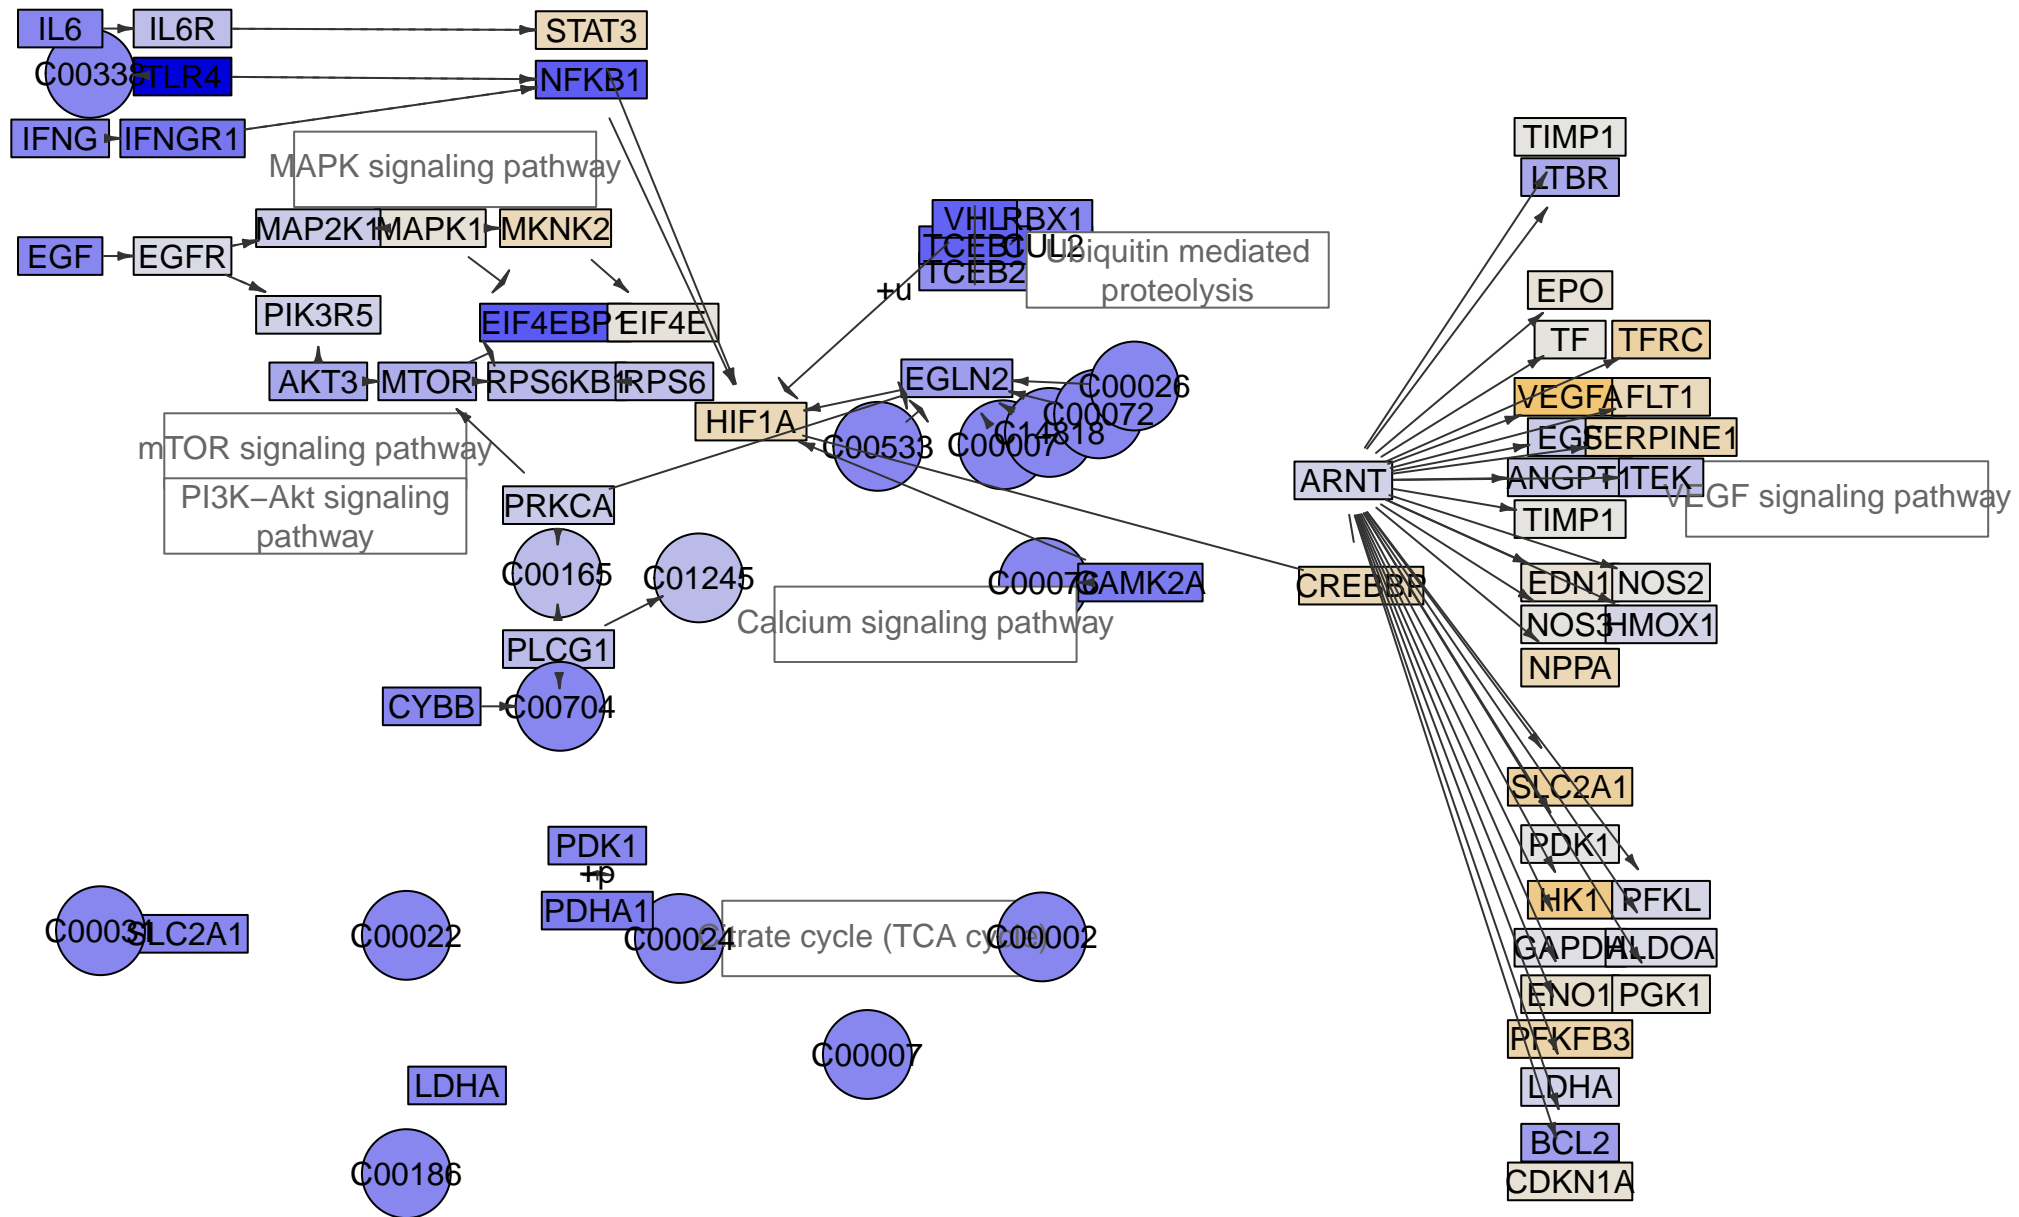 IL6
IL6R
STAT3
C00338
TLR4
NFKB1
IFNG
IFNGR1
TIMP1
LTBR
MAPK signaling pathway
MAP2K1
MAPK1
MKNK2
VHL
RBX1
TCEB1
CUL2
TCEB2
Ubiquitin mediated
proteolysis
+u
EGF
EGFR
PIK3R5
EIF4EBP1
EIF4E
EPO
TF
TFRC
AKT3
MTOR
RPS6KB1
RPS6
EGLN2
C00026
C00072
C14818
C00007
C00533
HIF1A
VEGFA
FLT1
EGF
SERPINE1
mTOR signaling pathway
PI3K–Akt signaling
pathway
ARNT
ANGPT1
TEK
VEGF signaling pathway
PRKCA
TIMP1
C00165
C01245
C00076
CAMK2A
CREBBP
EDN1
NOS2
Calcium signaling pathway
NOS3
HMOX1
PLCG1
NPPA
CYBB
C00704
SLC2A1
PDK1
+p
PDHA1
PDK1
HK1
PFKL
C00031
SLC2A1
C00022
C00024
Citrate cycle (TCA cycle)
C00002
GAPDH
ALDOA
ENO1
PGK1
PFKFB3
C00007
LDHA
LDHA
BCL2
C00186
CDKN1A